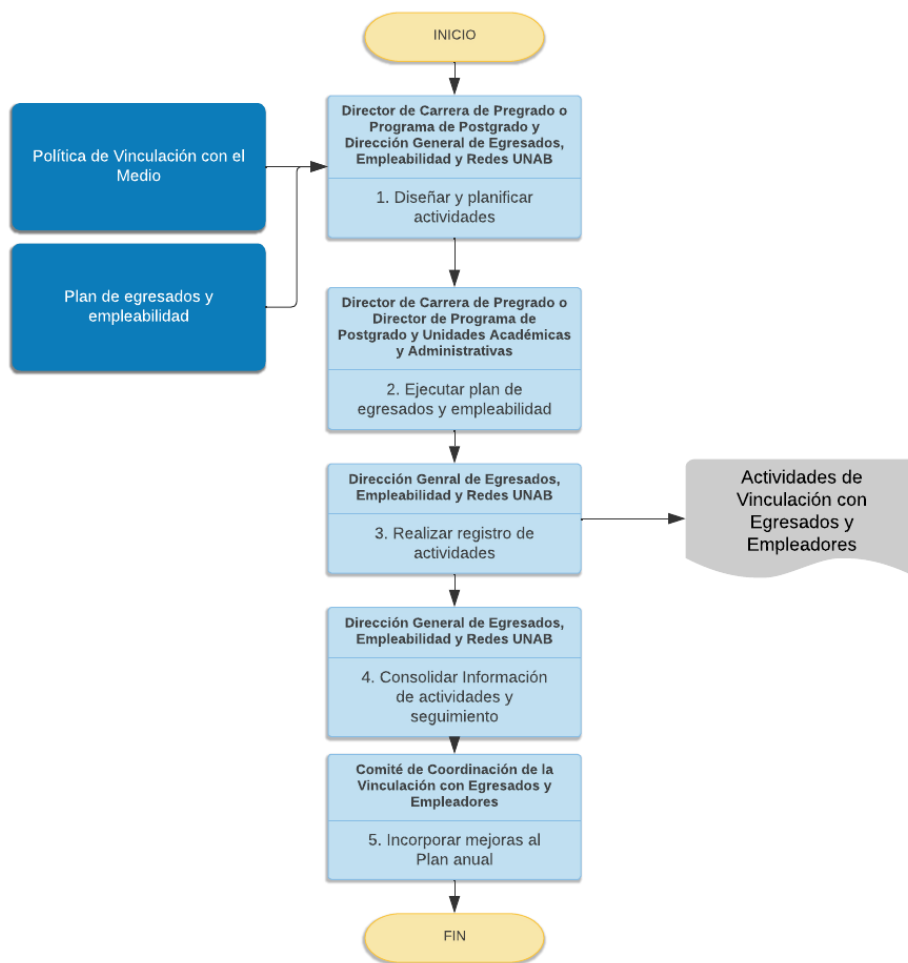 INICIO
Director de Carrera de Pregrado o
Programa de Postgrado y
Dirección General de Egresados,
Empleabilidad y Redes UNAB
1. Diseñar y planificar
actividades
Política de Vinculación con el
Medio
Plan de egresados y
empleabilidad
Director de Carrera de Pregrado o
Director de Programa de
Postgrado y Unidades Académicas
y Administrativas
2. Ejecutar plan de
egresados y empleabilidad
Dirección Genral de Egresados,
Empleabilidad y Redes UNAB
3. Realizar registro de
actividades
Actividades de
Vinculación con
Egresados y
Empleadores
Dirección General de Egresados,
Empleabilidad y Redes UNAB
4. Consolidar Información
de actividades y
seguimiento
Comité de Coordinación de la
Vinculación con Egresados y
Empleadores
5. Incorporar mejoras al
Plan anual
FIN